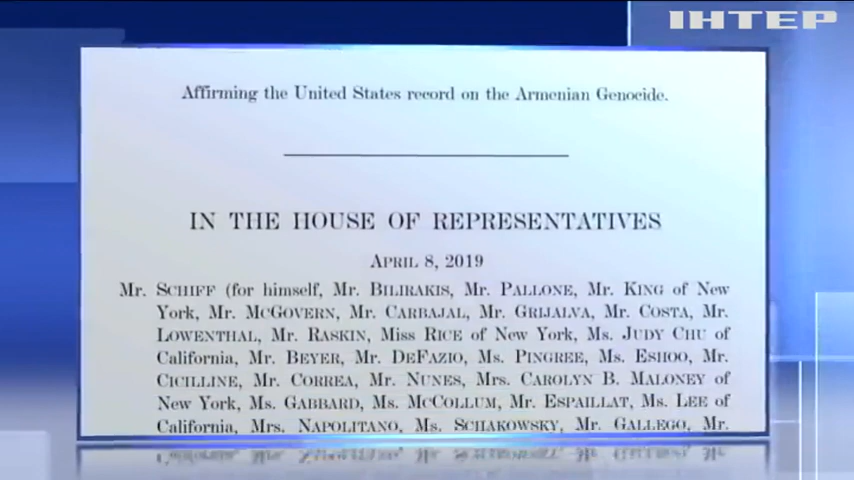 ІНТЕР
Affirming the United States record on the Armenian Genocide.
IN THE HOUSE OF REPRESENTATIVES
APRIL 8, 2019
Mr. SCHIFF (for himself, Mr. BILIRAKIS, Mr. PALLONE, Mr. KING of New
York, Mr. MCGOVERN, Mr. CARBAJAL, Mr. GRIJALVA, Mr. COSTA, Mr.
LOWENTHAL, Mr. RASKIN, Miss RICE of New York, Ms. JUDY CHU of
California, Mr. BEYER, Mr. DEFAZIO, Ms. PINGREE, Ms. ESHOO, Mr.
CICILLINE, Mr. CORREA, Mr. NUNES, Mrs. CAROLYN B. MALONEY of
New York, Ms. GABBARD, Ms. MCCOLLUM, Mr. ESPAILLAT, Ms. LEE of
California, Mrs. NAPOLITANO, Ms. SCHAKOWSKY, Mr. GALLEGO, Mr.